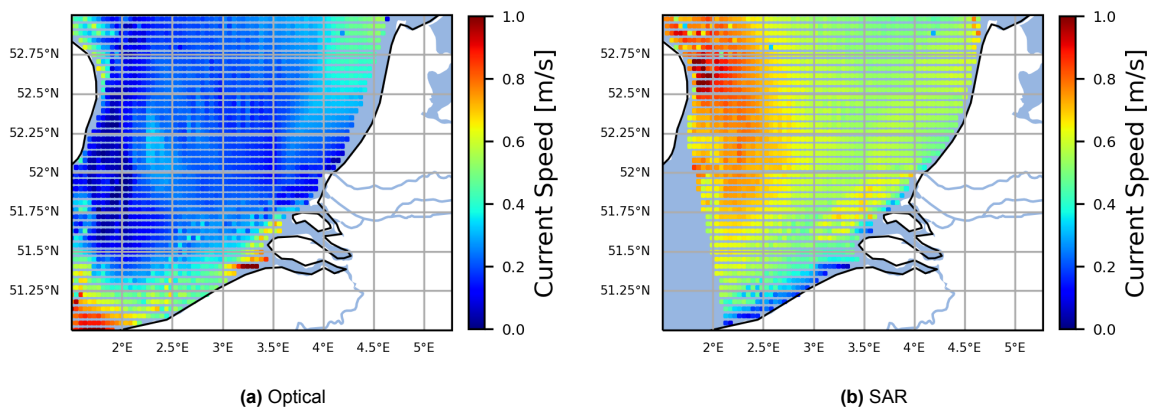 52.75°N
52.5°N
52.25°N
52°N
51.75°N
51.5°N
51.25°N
2°E 2.5°E 3°E 3.5°E 4°E 4.5°E 5°E
1.0
0.8
0.6
0.4
0.2
0.0
Current Speed [m/s]
(a) Optical
52.75°N
52.5°N
52.25°N
52°N
51.75°N
51.5°N
51.25°N
2°E 2.5°E 3°E 3.5°E 4°E 4.5°E 5°E
1.0
0.8
0.6
0.4
0.2
0.0
Current Speed [m/s]
(b) SAR